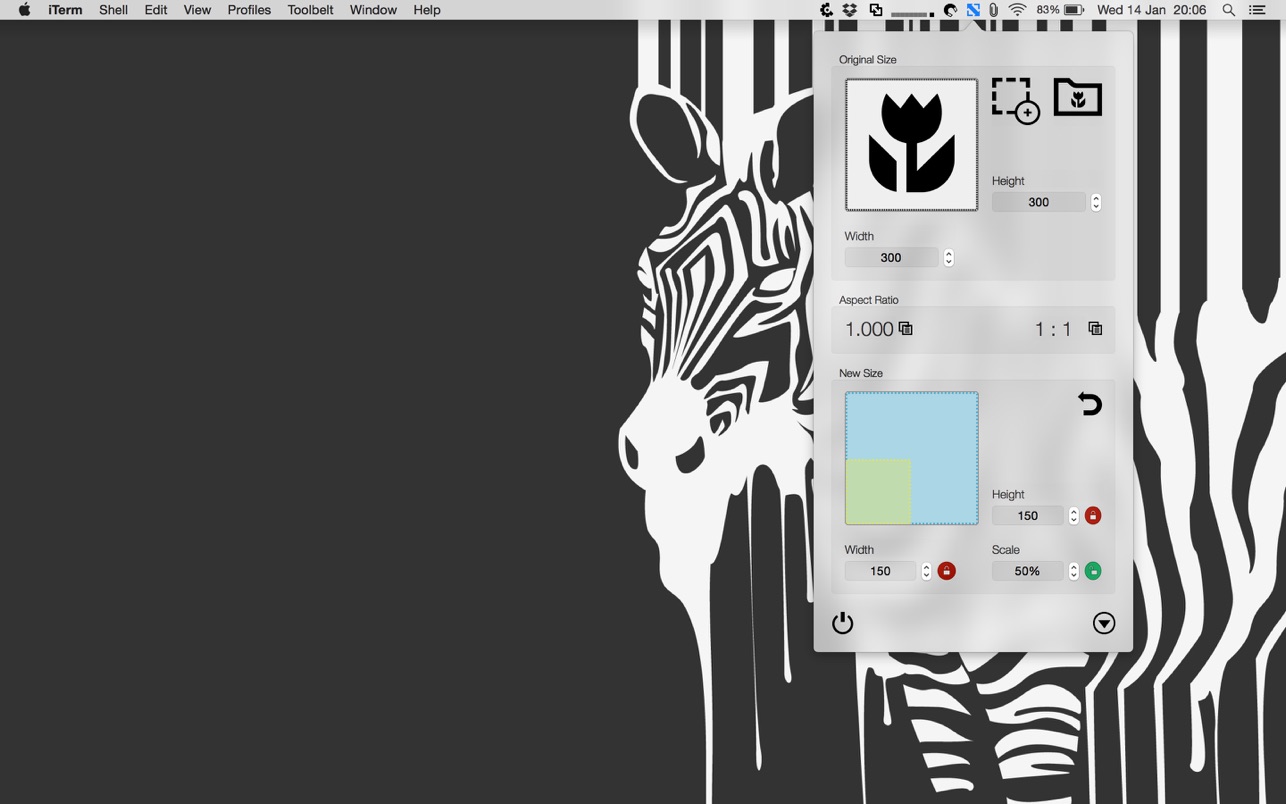 iTerm Shell Edit View Profiles Toolbelt Window Help 83% Wed 14 Jan 20:06
Original Size
Height
300
Width
300
Aspect Ratio
1.000 1 : 1
New Size
Height
150
Width Scale
150 50%